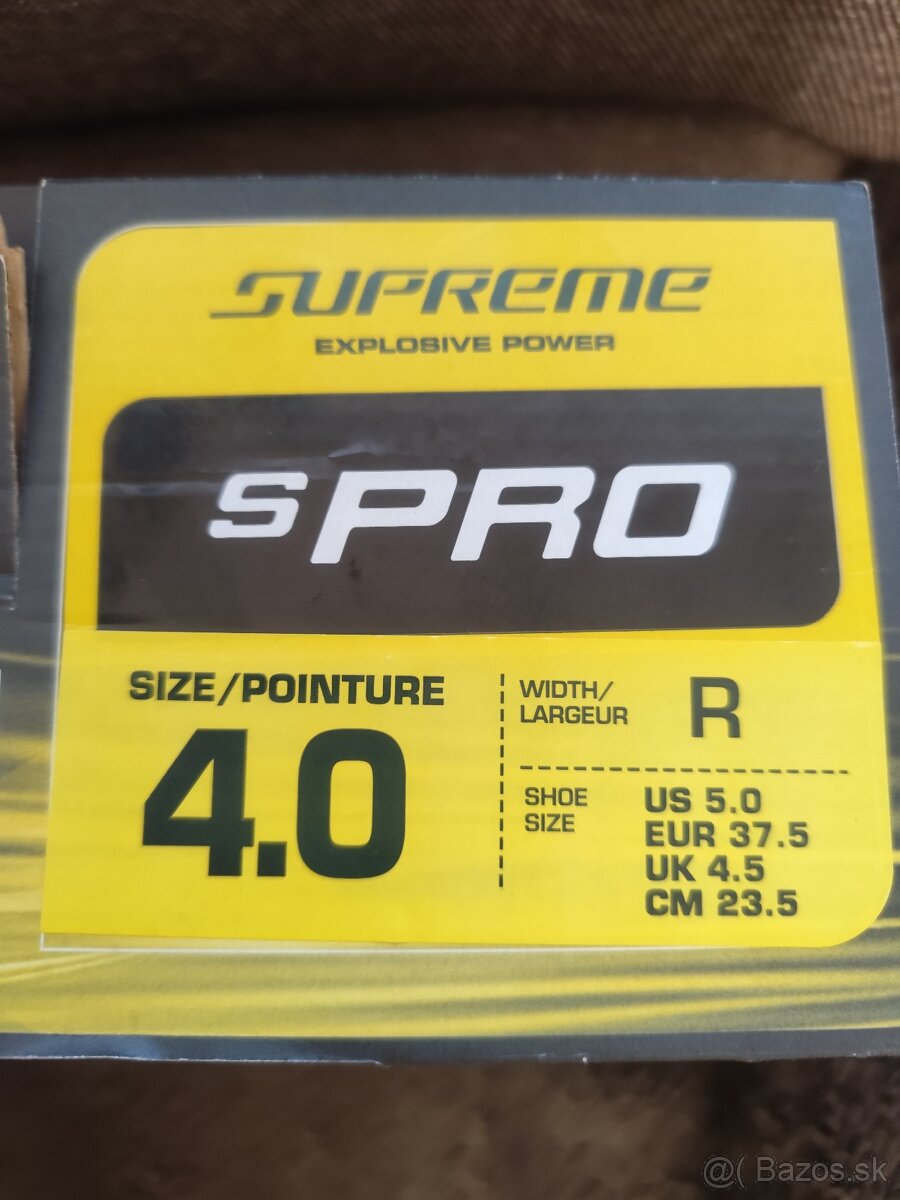 SUPREME
EXPLOSIVE POWER
SPRO
SIZE/POINTURE
4.0
WIDTH/
LARGEUR
R
SHOE
SIZE
US 5.0
EUR 37.5
UK 4.5
CM 23.5
@( Bazos.sk